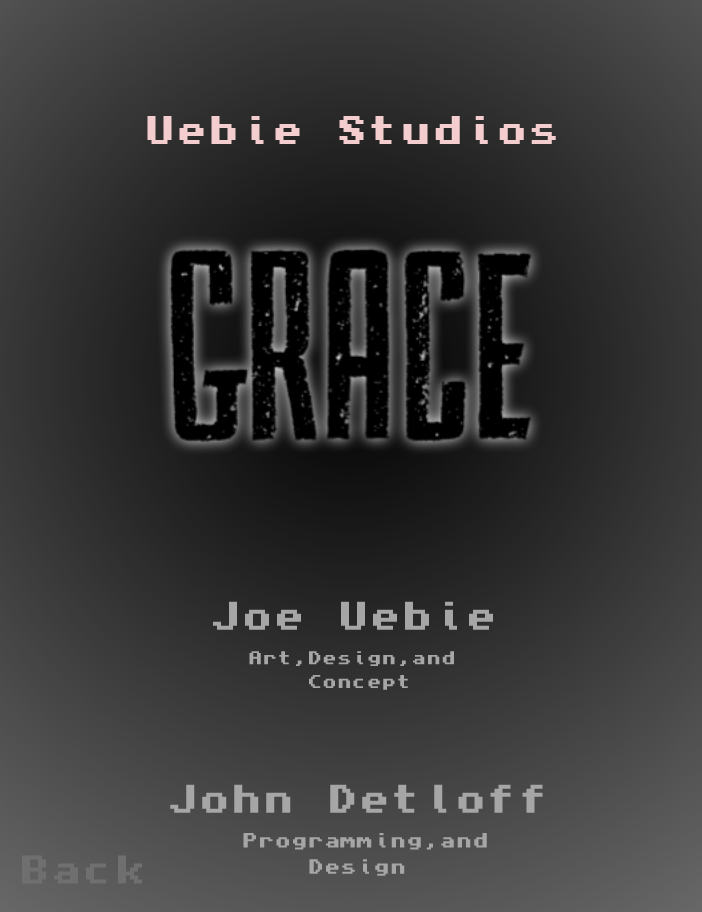 Uebie Studios
GRACE
Joe Uebie
Art,Design,and
Concept
John Detloff
Programming,and
Design
Back